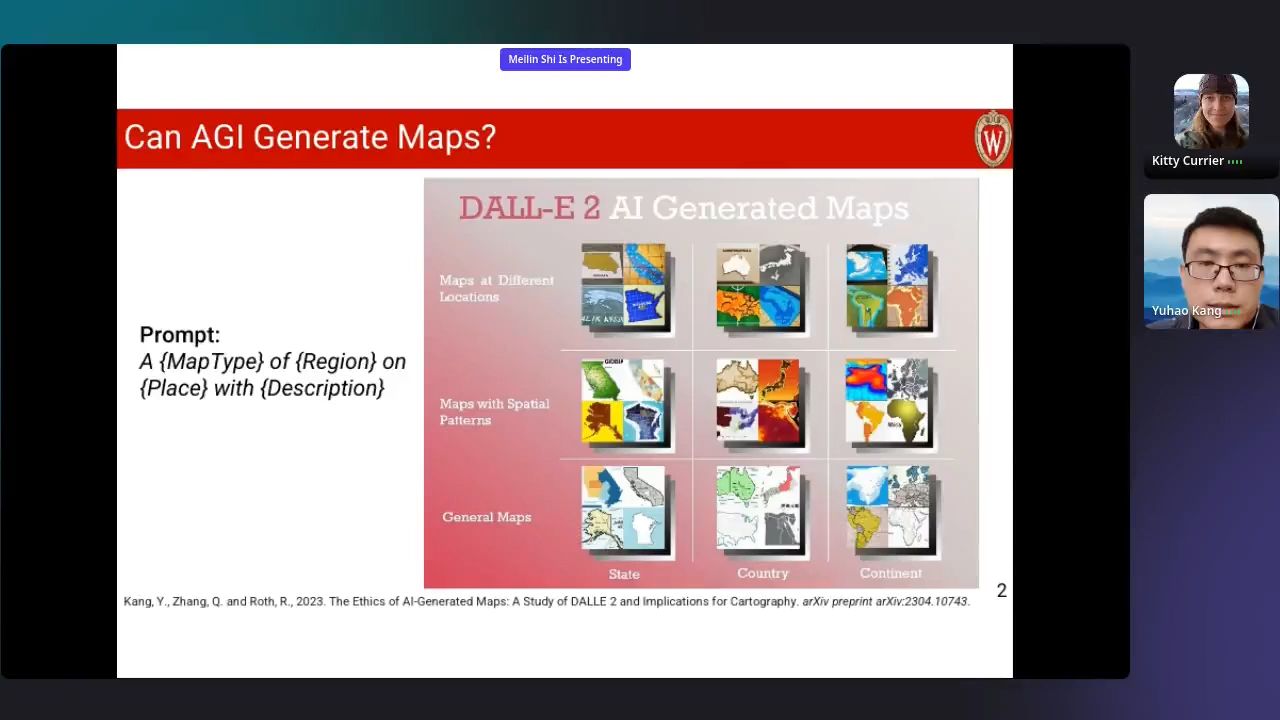 Meilin Shi Is Presenting
Can AGI Generate Maps?
W
DALL-E 2 AI Generated Maps
Maps at Different
Locations
Prompt:
A {MapType} of {Region} on
{Place} with {Description}
Maps with Spatial
Patterns
General Maps
State
Country
Continent
2
Kang, Y., Zhang, Q. and Roth, R., 2023. The Ethics of AI-Generated Maps: A Study of DALLE 2 and Implications for Cartography. arXiv preprint arXiv:2304.10743.
Kitty Currier
Yuhao Kang